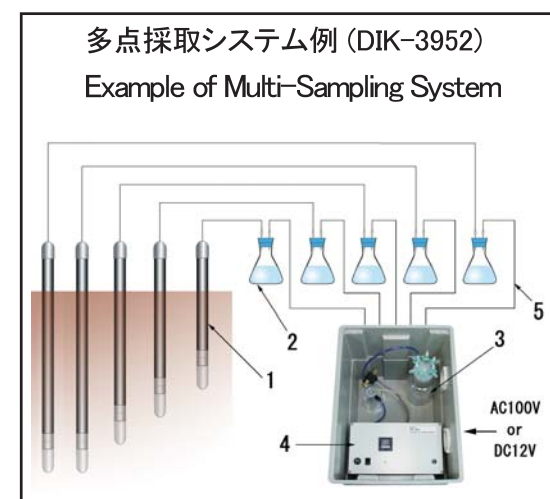 多点採取システム例 (DIK-3952)
Example of Multi-Sampling System
1
2
3
4
5
AC100V
or
DC12V